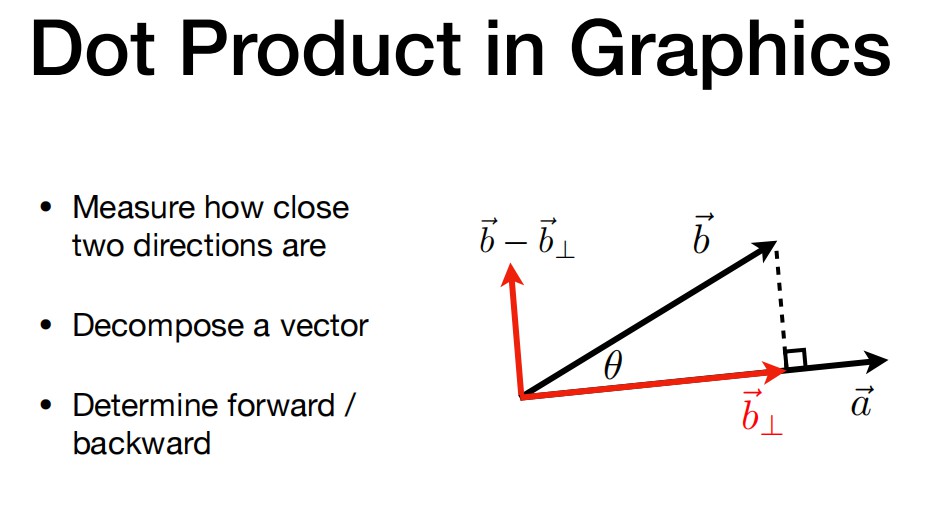 Dot Product in Graphics
• Measure how close
two directions are
• Decompose a vector
• Determine forward /
backward
$\vec{b} - \vec{b}_\perp$
$\vec{b}$
$\theta$
$\vec{b}_\perp$
$\vec{a}$